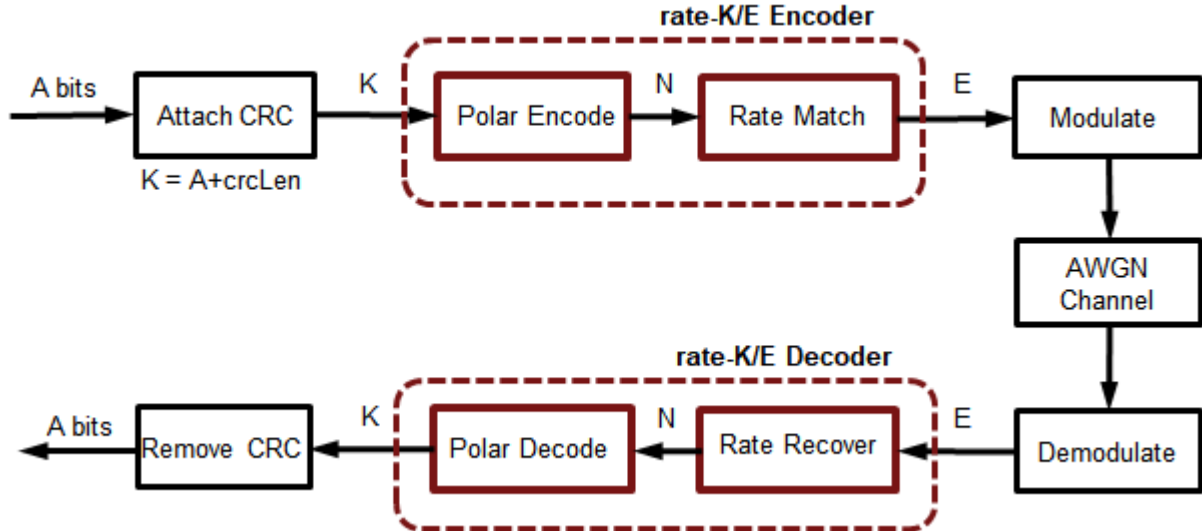 rate-K/E Encoder
A bits
Attach CRC
K
Polar Encode
N
Rate Match
E
Modulate
K = A+crcLen
AWGN
Channel
rate-K/E Decoder
A bits
Remove CRC
K
Polar Decode
N
Rate Recover
E
Demodulate